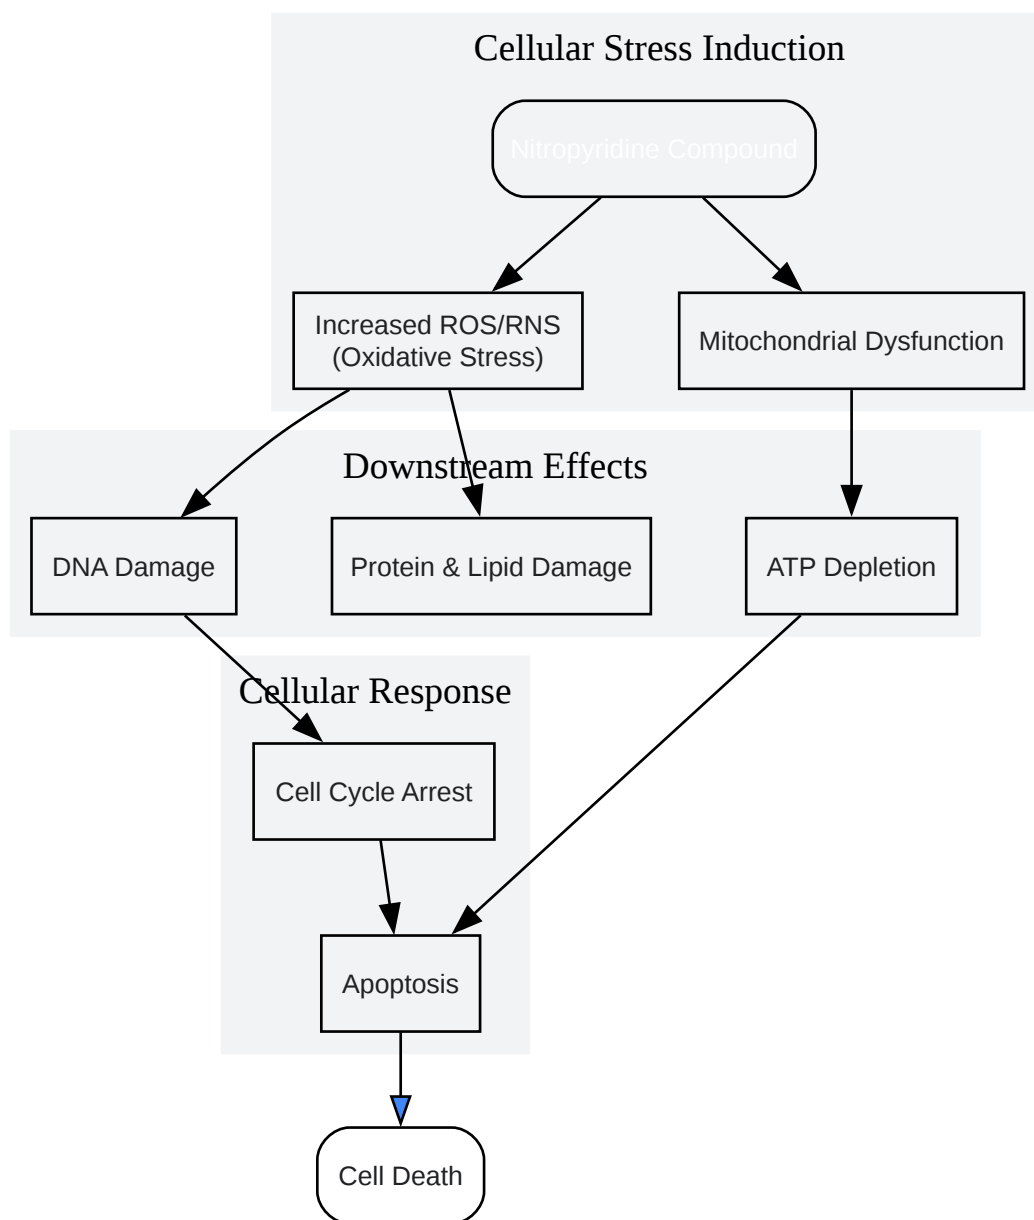 Cellular Stress Induction
Nitropyridine Compound
Increased ROS/RNS
(Oxidative Stress)
Mitochondrial Dysfunction
Downstream Effects
DNA Damage
Protein & Lipid Damage
ATP Depletion
Cellular Response
Cell Cycle Arrest
Apoptosis
Cell Death